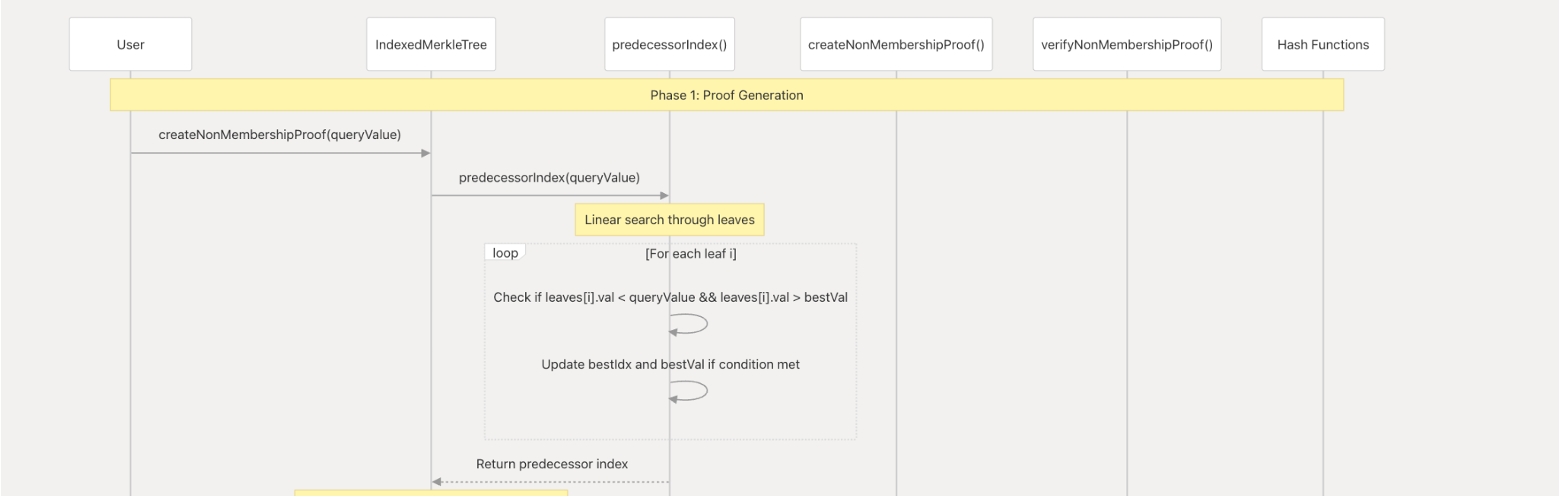 User
IndexedMerkleTree
predecessorIndex()
createNonMembershipProof()
verifyNonMembershipProof()
Hash Functions
Phase 1: Proof Generation
createNonMembershipProof(queryValue)
predecessorIndex(queryValue)
Linear search through leaves
loop
[For each leaf i]
Check if leaves[i].val < queryValue && leaves[i].val > bestVal
Update bestIdx and bestVal if condition met
Return predecessor index